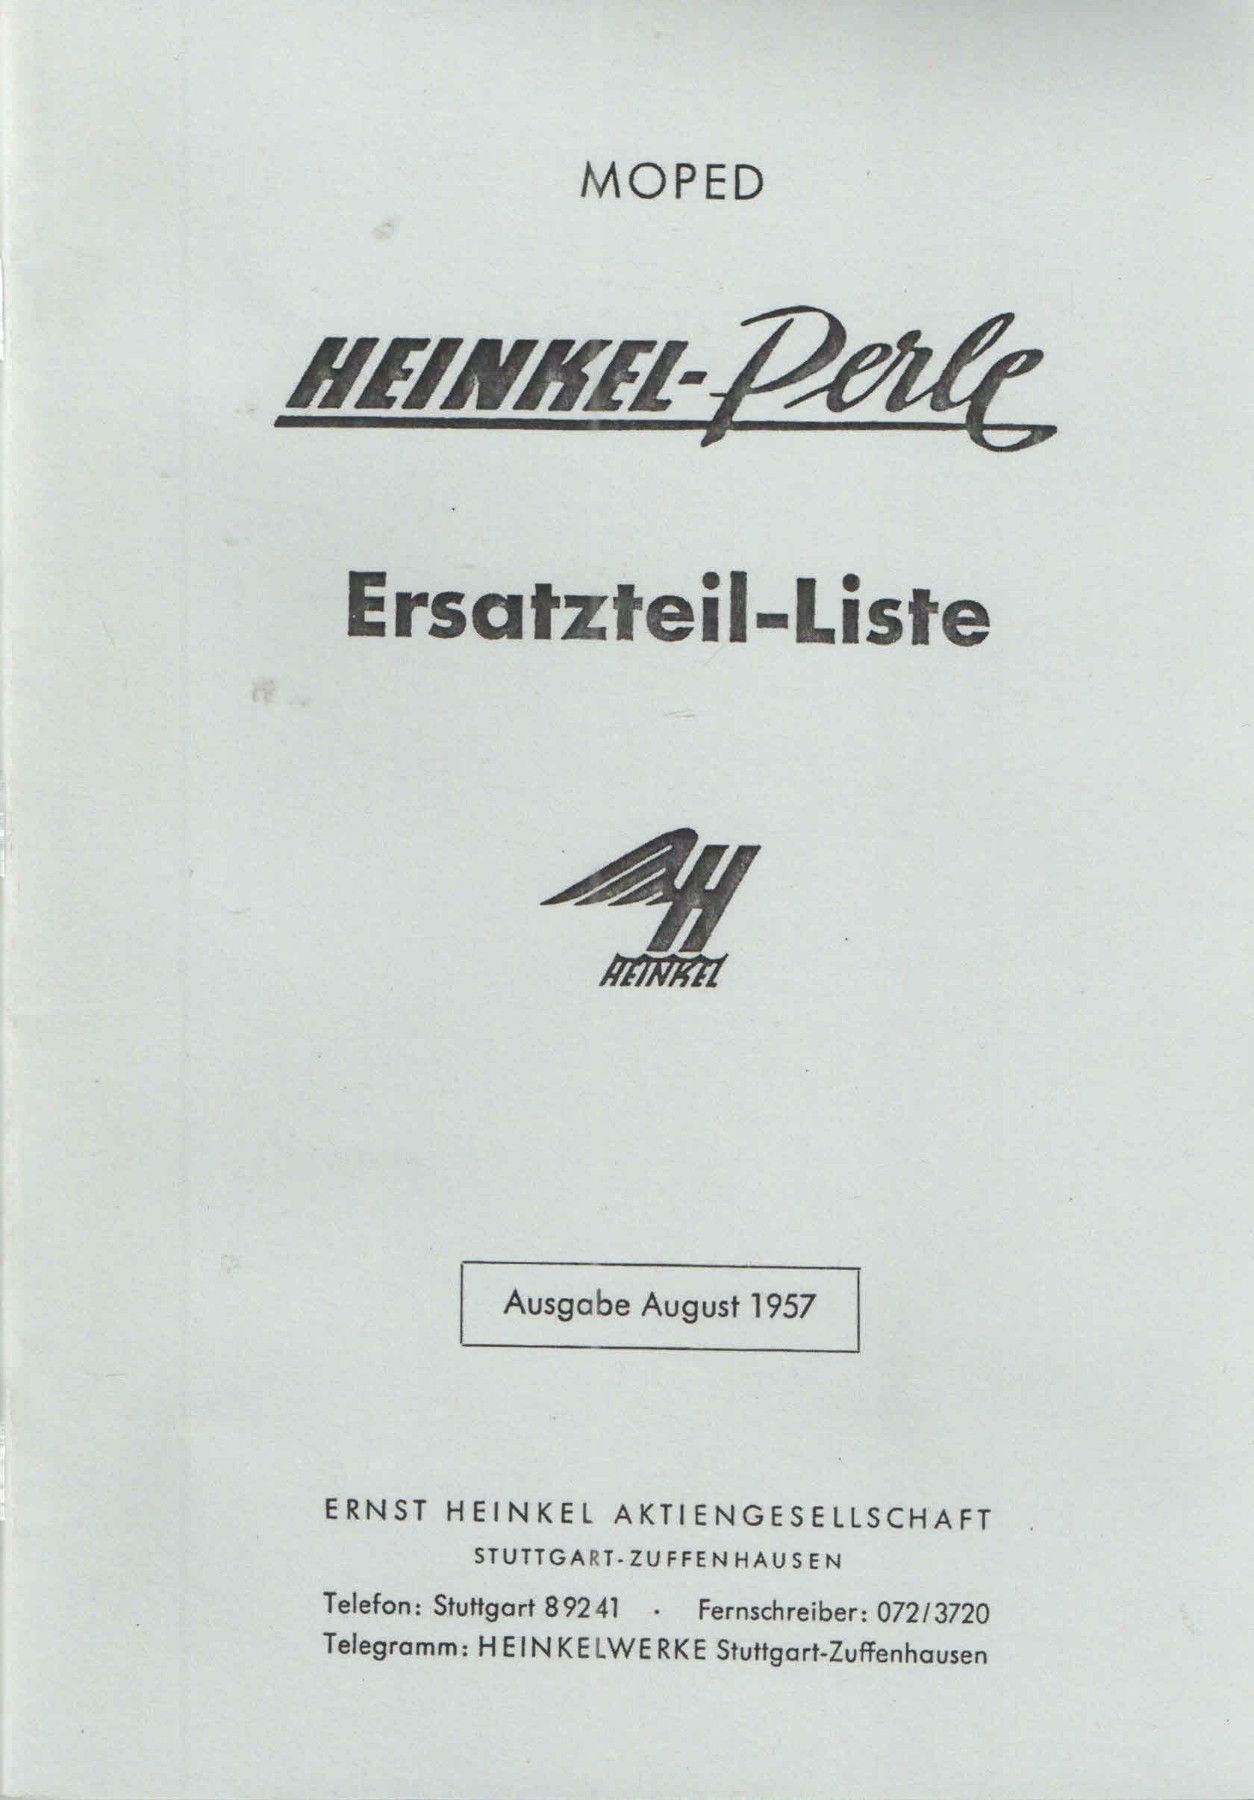 MOPED
HEINKEL-Perle
Ersatzteil-Liste
H
HEINKEL
Ausgabe August 1957
ERNST HEINKEL AKTIENGESELLSCHAFT
STUTTGART-ZUFFENHAUSEN
Telefon: Stuttgart 89241 · Fernschreiber: 072/3720
Telegramm: HEINKELWERKE Stuttgart-Zuffenhausen